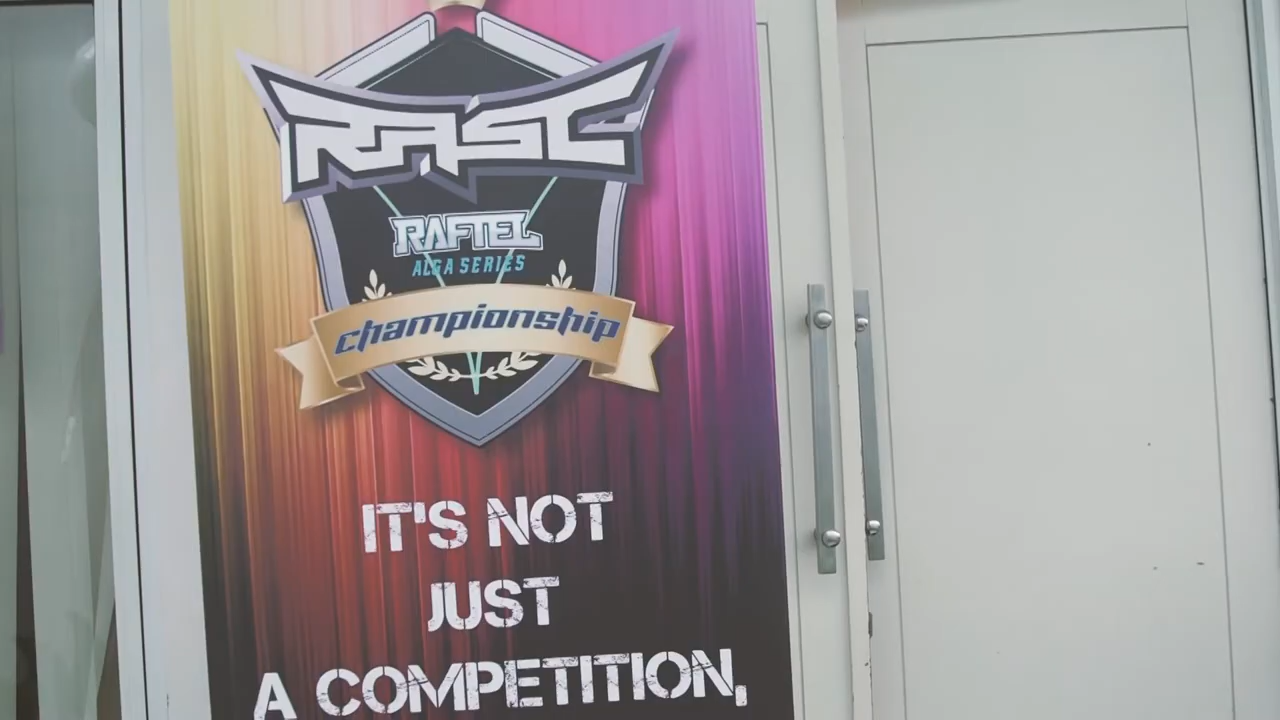 RASC
RAFTEL
ALGA SERIES
championship
IT'S NOT
JUST
A COMPETITION,